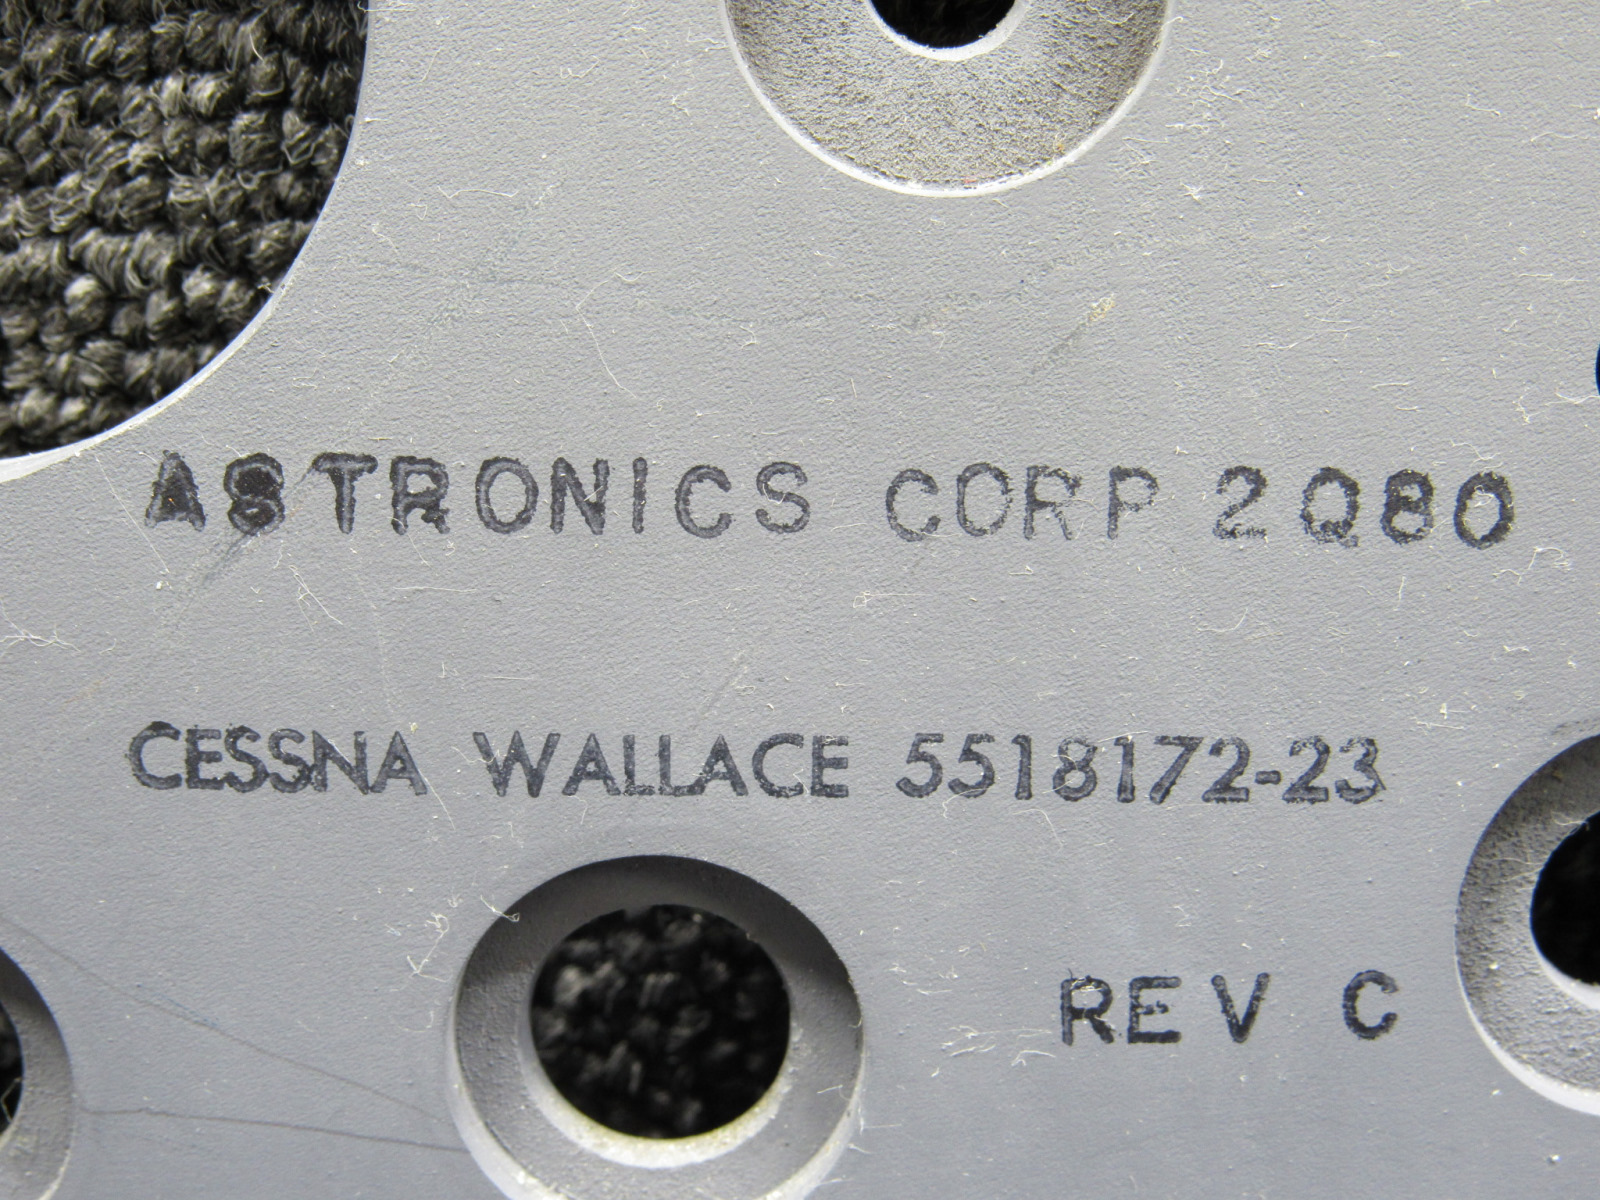 ASTRONICS CORP 2Q80
CESSNA WALLACE 5518172-23
REV C